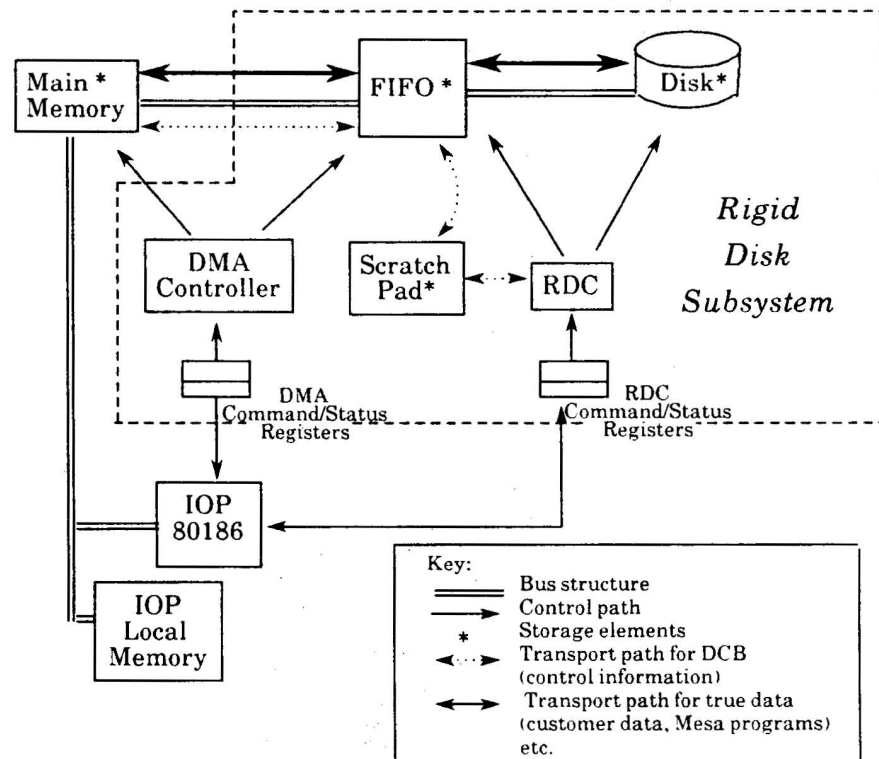 Main *
Memory
FIFO *
Disk*
DMA
Controller
Scratch
Pad*
RDC
Rigid
Disk
Subsystem
DMA
Command/Status
Registers
RDC
Command/Status
Registers
IOP
80186
IOP
Local
Memory
Key:
Bus structure
Control path
* Storage elements
Transport path for DCB
(control information)
Transport path for true data
(customer data, Mesa programs)
etc.